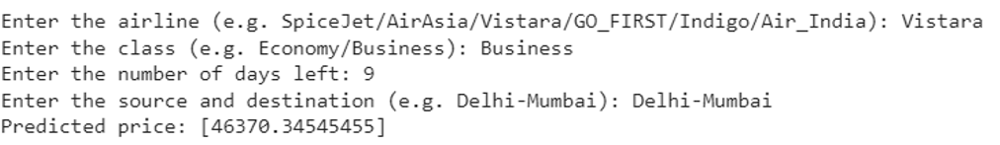 Enter the airline (e.g. SpiceJet/AirAsia/Vistara/GO_FIRST/Indigo/Air_India): Vistara
Enter the class (e.g. Economy/Business): Business
Enter the number of days left: 9
Enter the source and destination (e.g. Delhi-Mumbai): Delhi-Mumbai
Predicted price: [46370.34545455]